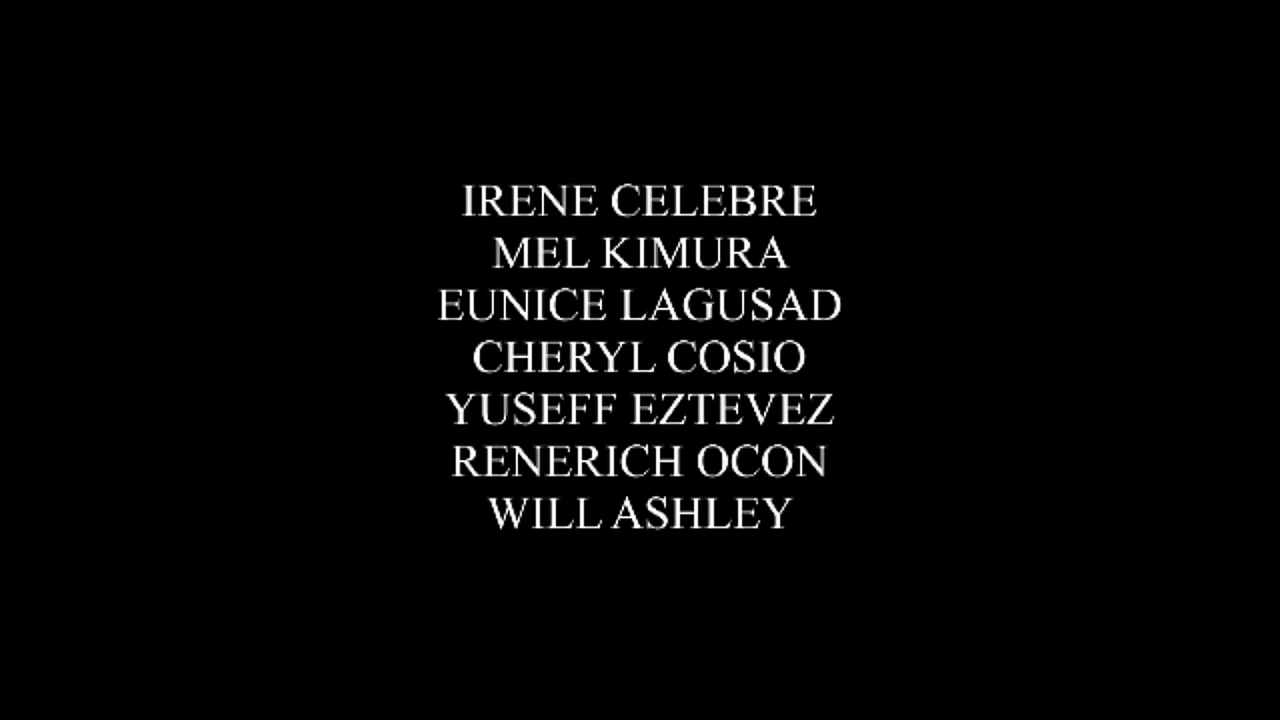 IRENE CELEBRE
MEL KIMURA
EUNICE LAGUSAD
CHERYL COSIO
YUSEFF EZTEVEZ
RENERICH OCON
WILL ASHLEY